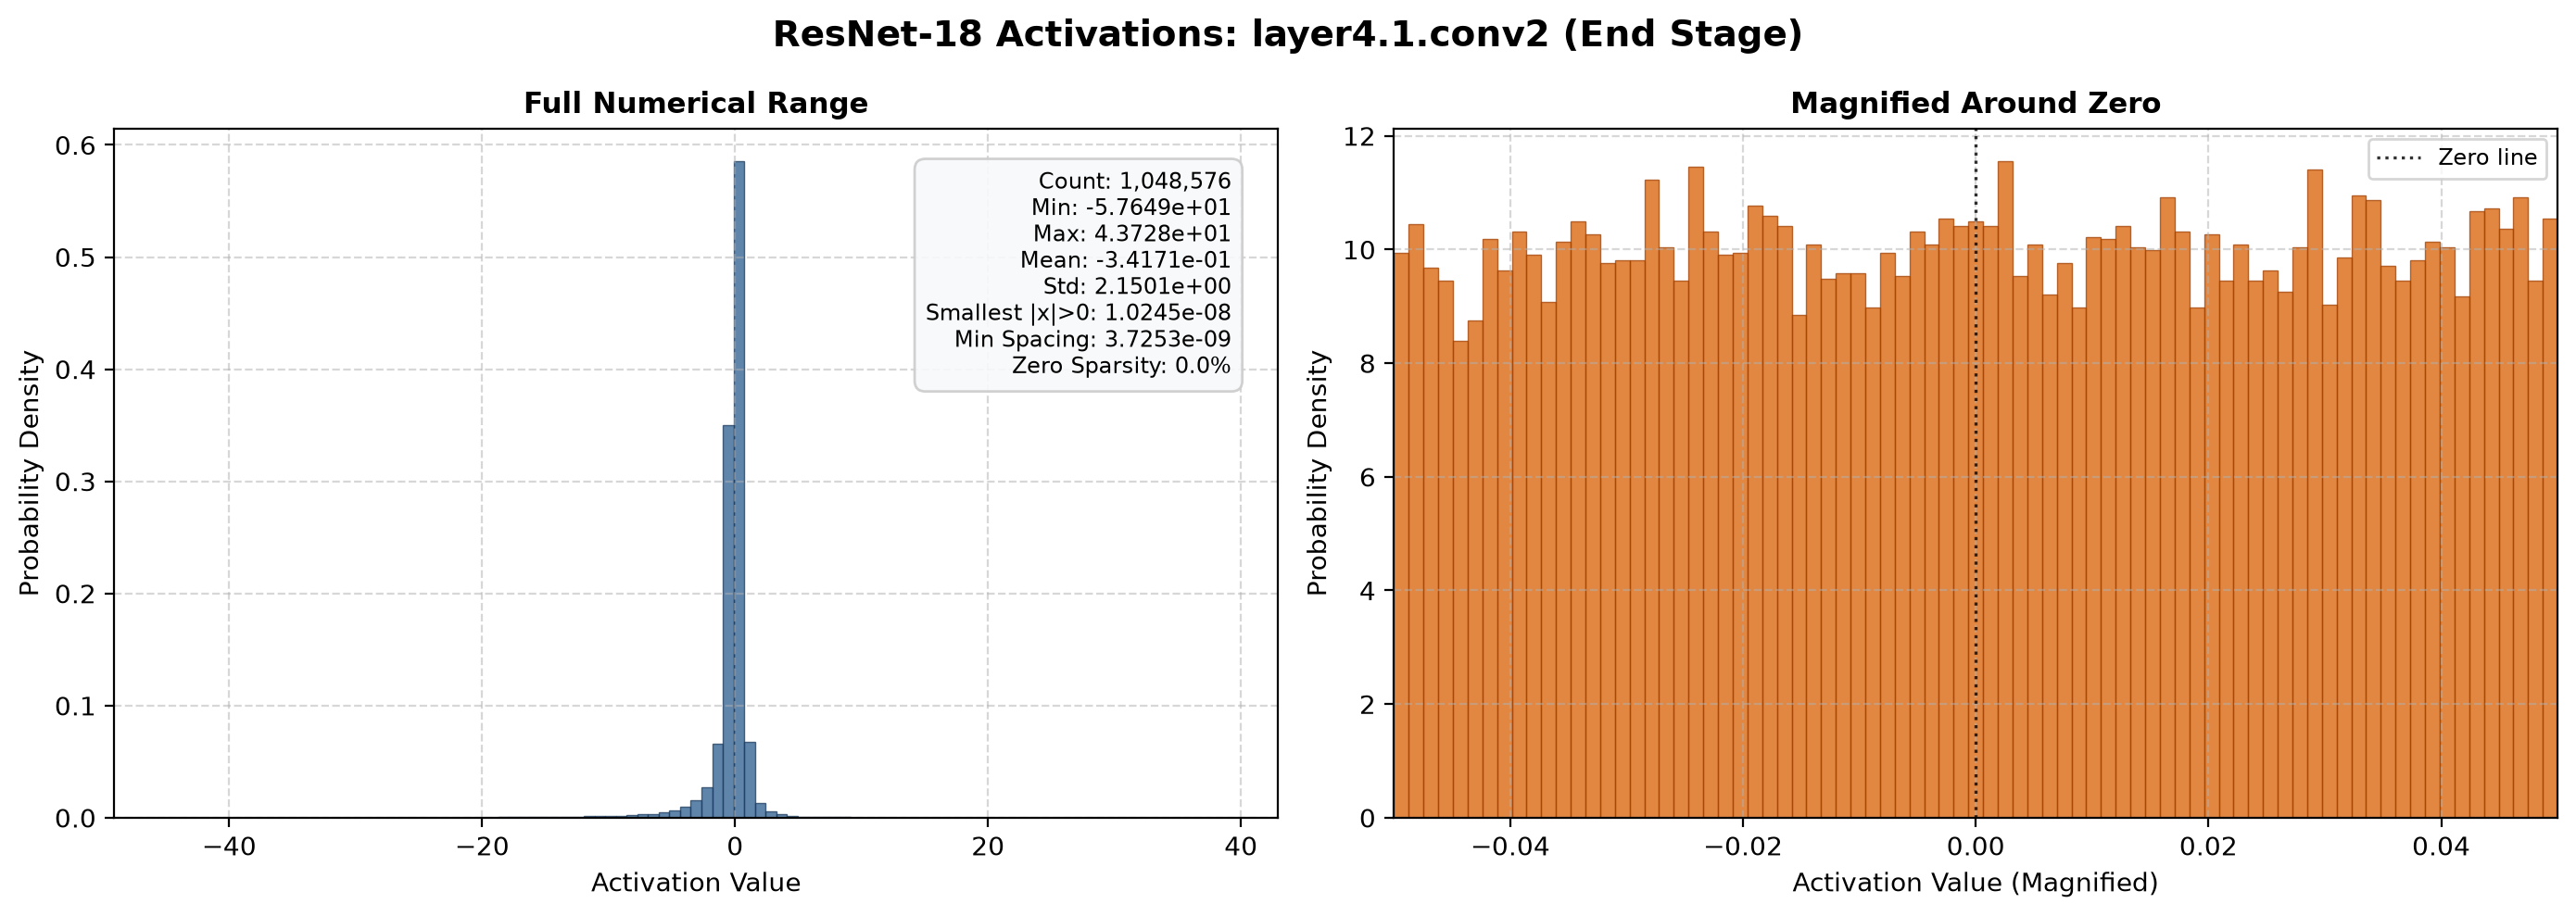 ResNet-18 Activations: layer4.1.conv2 (End Stage)
Full Numerical Range
Probability Density
0.6
0.5
0.4
0.3
0.2
0.1
0.0
Count: 1,048,576
Min: -5.7649e+01
Max: 4.3728e+01
Mean: -3.4171e-01
Std: 2.1501e+00
Smallest |x|>0: 1.0245e-08
Min Spacing: 3.7253e-09
Zero Sparsity: 0.0%
−40 −20 0 20 40
Activation Value
Magnified Around Zero
Probability Density
12
10
8
6
4
2
0
Zero line
−0.04 −0.02 0.00 0.02 0.04
Activation Value (Magnified)